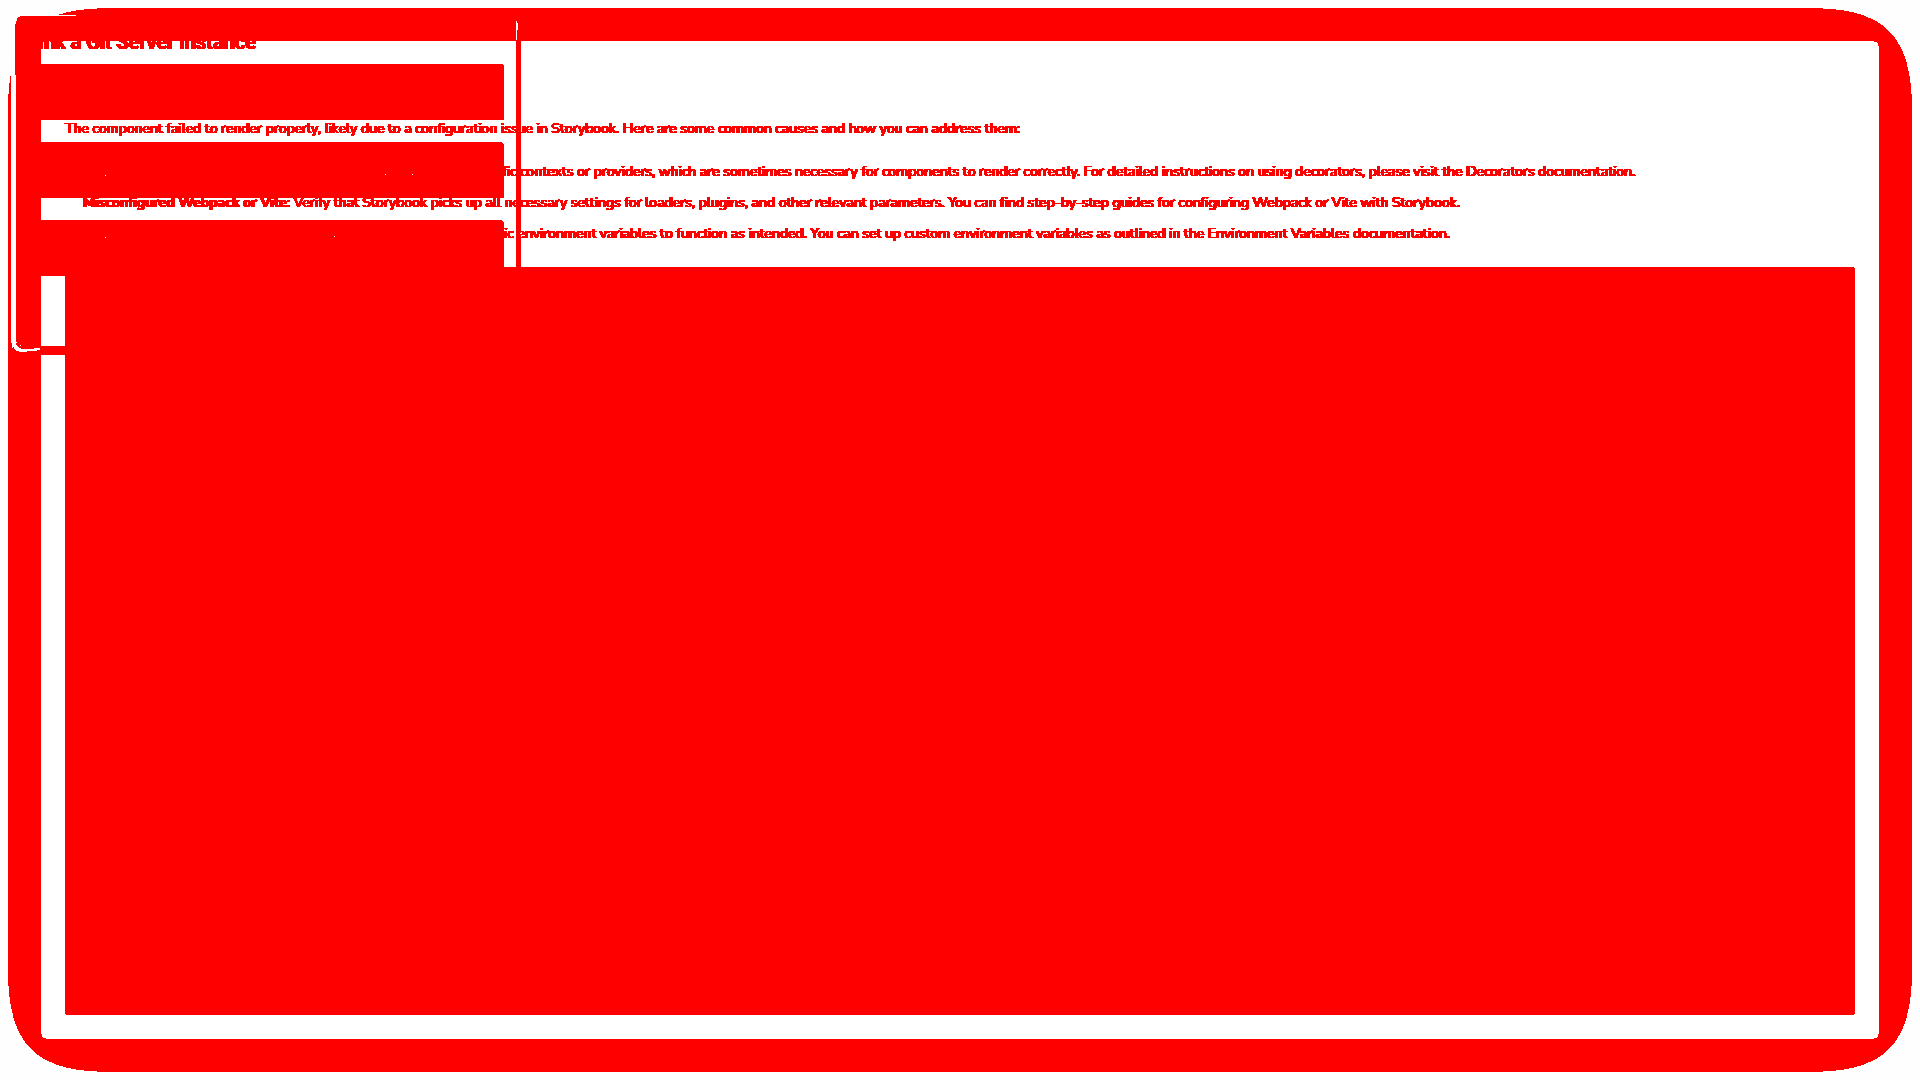 a Git Server Instance
The component failed to render properly, likely due to a configuration issue in Storybook. Here are some common causes and how you can address them:
contexts or providers, which are sometimes necessary for components to render correctly. For detailed instructions on using decorators, please visit the Decorators documentation.
Misconfigured Webpack or Vite: Verify that Storybook picks up all necessary settings for loaders, plugins, and other relevant parameters. You can find step-by-step guides for configuring Webpack or Vite with Storybook.
environment variables to function as intended. You can set up custom environment variables as outlined in the Environment Variables documentation.